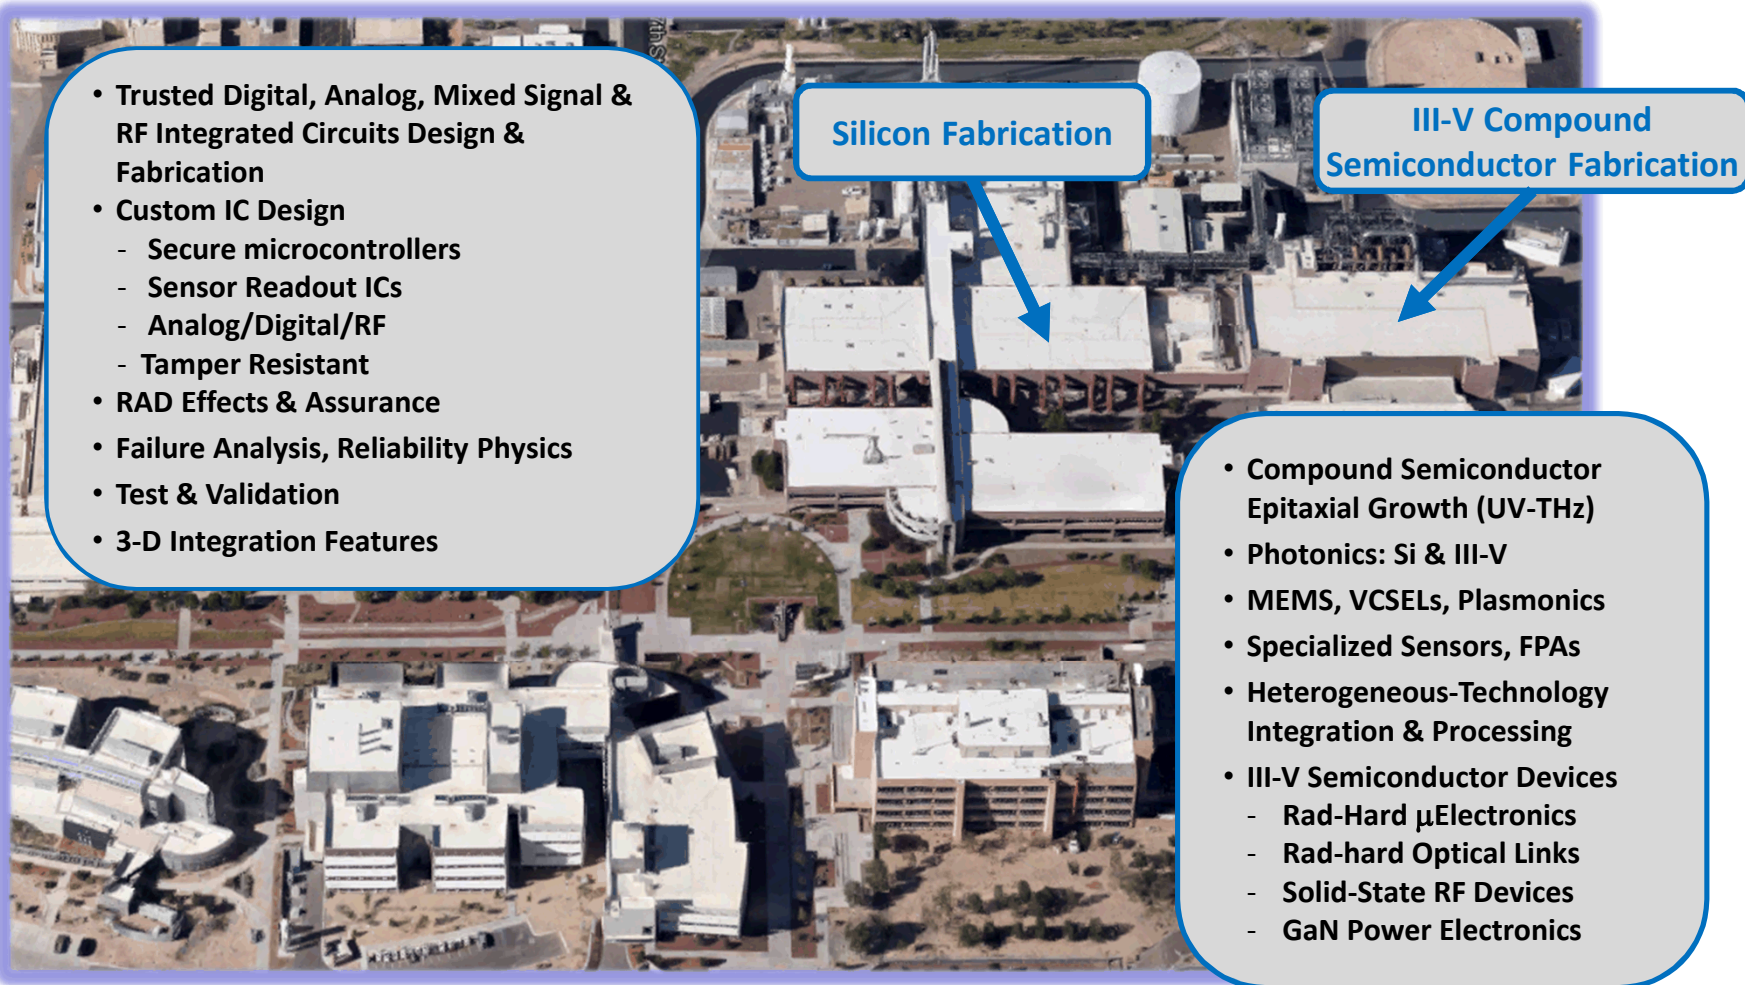 7th St
• Trusted Digital, Analog, Mixed Signal &
RF Integrated Circuits Design &
Fabrication
• Custom IC Design
- Secure microcontrollers
- Sensor Readout ICs
- Analog/Digital/RF
- Tamper Resistant
• RAD Effects & Assurance
• Failure Analysis, Reliability Physics
• Test & Validation
• 3-D Integration Features
Silicon Fabrication
III-V Compound
Semiconductor Fabrication
• Compound Semiconductor
Epitaxial Growth (UV-THz)
• Photonics: Si & III-V
• MEMS, VCSELs, Plasmonics
• Specialized Sensors, FPAs
• Heterogeneous-Technology
Integration & Processing
• III-V Semiconductor Devices
- Rad-Hard µElectronics
- Rad-hard Optical Links
- Solid-State RF Devices
- GaN Power Electronics